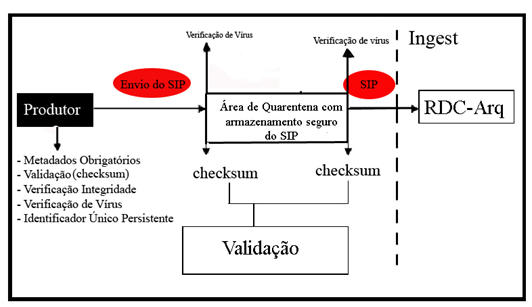 Verificação de Vírus
Verificação de vírus
Ingest
Envio do SIP
SIP
Produtor
Área de Quarentena com
armazenamento seguro
do SIP
RDC-Arq
- Metadados Obrigatórios
- Validação (checksum)
- Verificação Integridade
- Verificação de Vírus
- Identificador Único Persistente
checksum
checksum
Validação